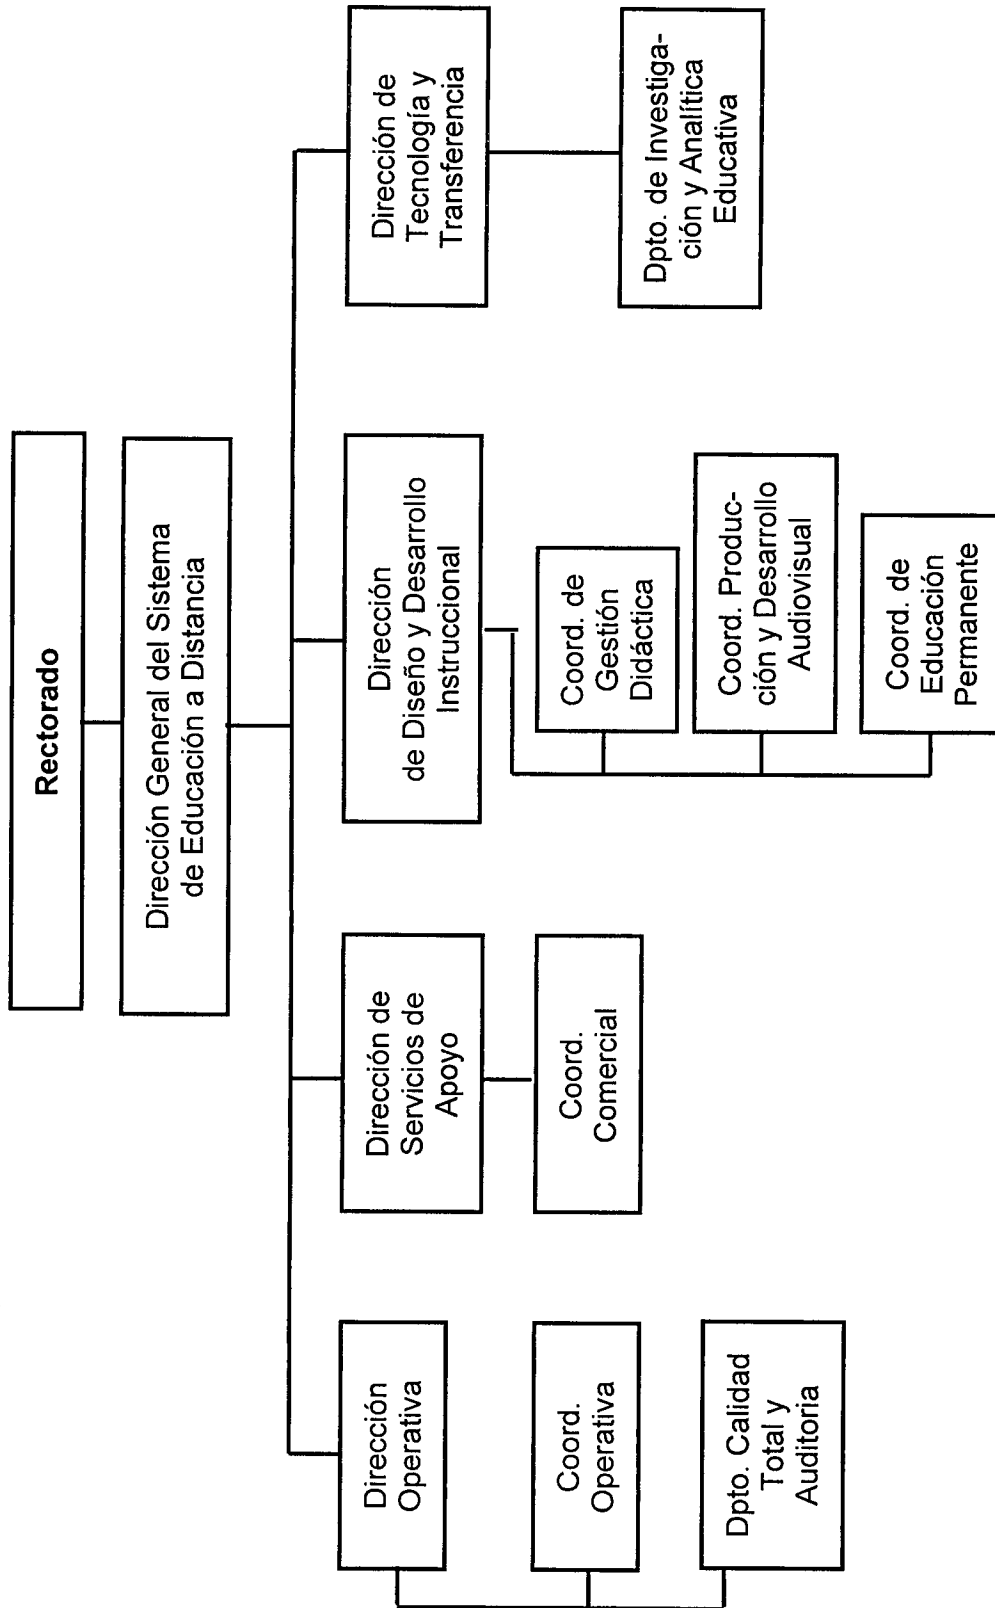 Rectorado
Dirección General del Sistema
de Educación a Distancia
Dirección
Operativa
Coord.
Operativa
Dpto. Calidad
Total y
Auditoria
Dirección de
Servicios de
Apoyo
Coord.
Comercial
Dirección
de Diseño y Desarrollo
Instruccional
Coord. de
Gestión
Didáctica
Coord. Produc-
ción y Desarrollo
Audiovisual
Coord. de
Educación
Permanente
Dirección de
Tecnología y
Transferencia
Dpto. de Investiga-
ción y Analítica
Educativa